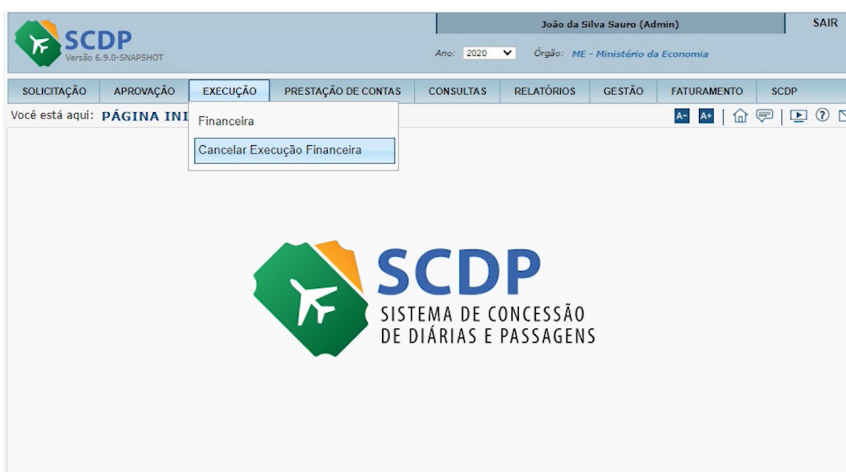 João da Silva Sauro (Admin)
SAIR
SCDP
Versão 6.9.0-SNAPSHOT
Ano: 2020
Órgão: ME - Ministério da Economia
SOLICITAÇÃO APROVAÇÃO EXECUÇÃO PRESTAÇÃO DE CONTAS CONSULTAS RELATÓRIOS GESTÃO FATURAMENTO SCDP
Você está aqui: PÁGINA INI
A- A+
Financeira
Cancelar Execução Financeira
SCDP
SISTEMA DE CONCESSÃO
DE DIÁRIAS E PASSAGENS